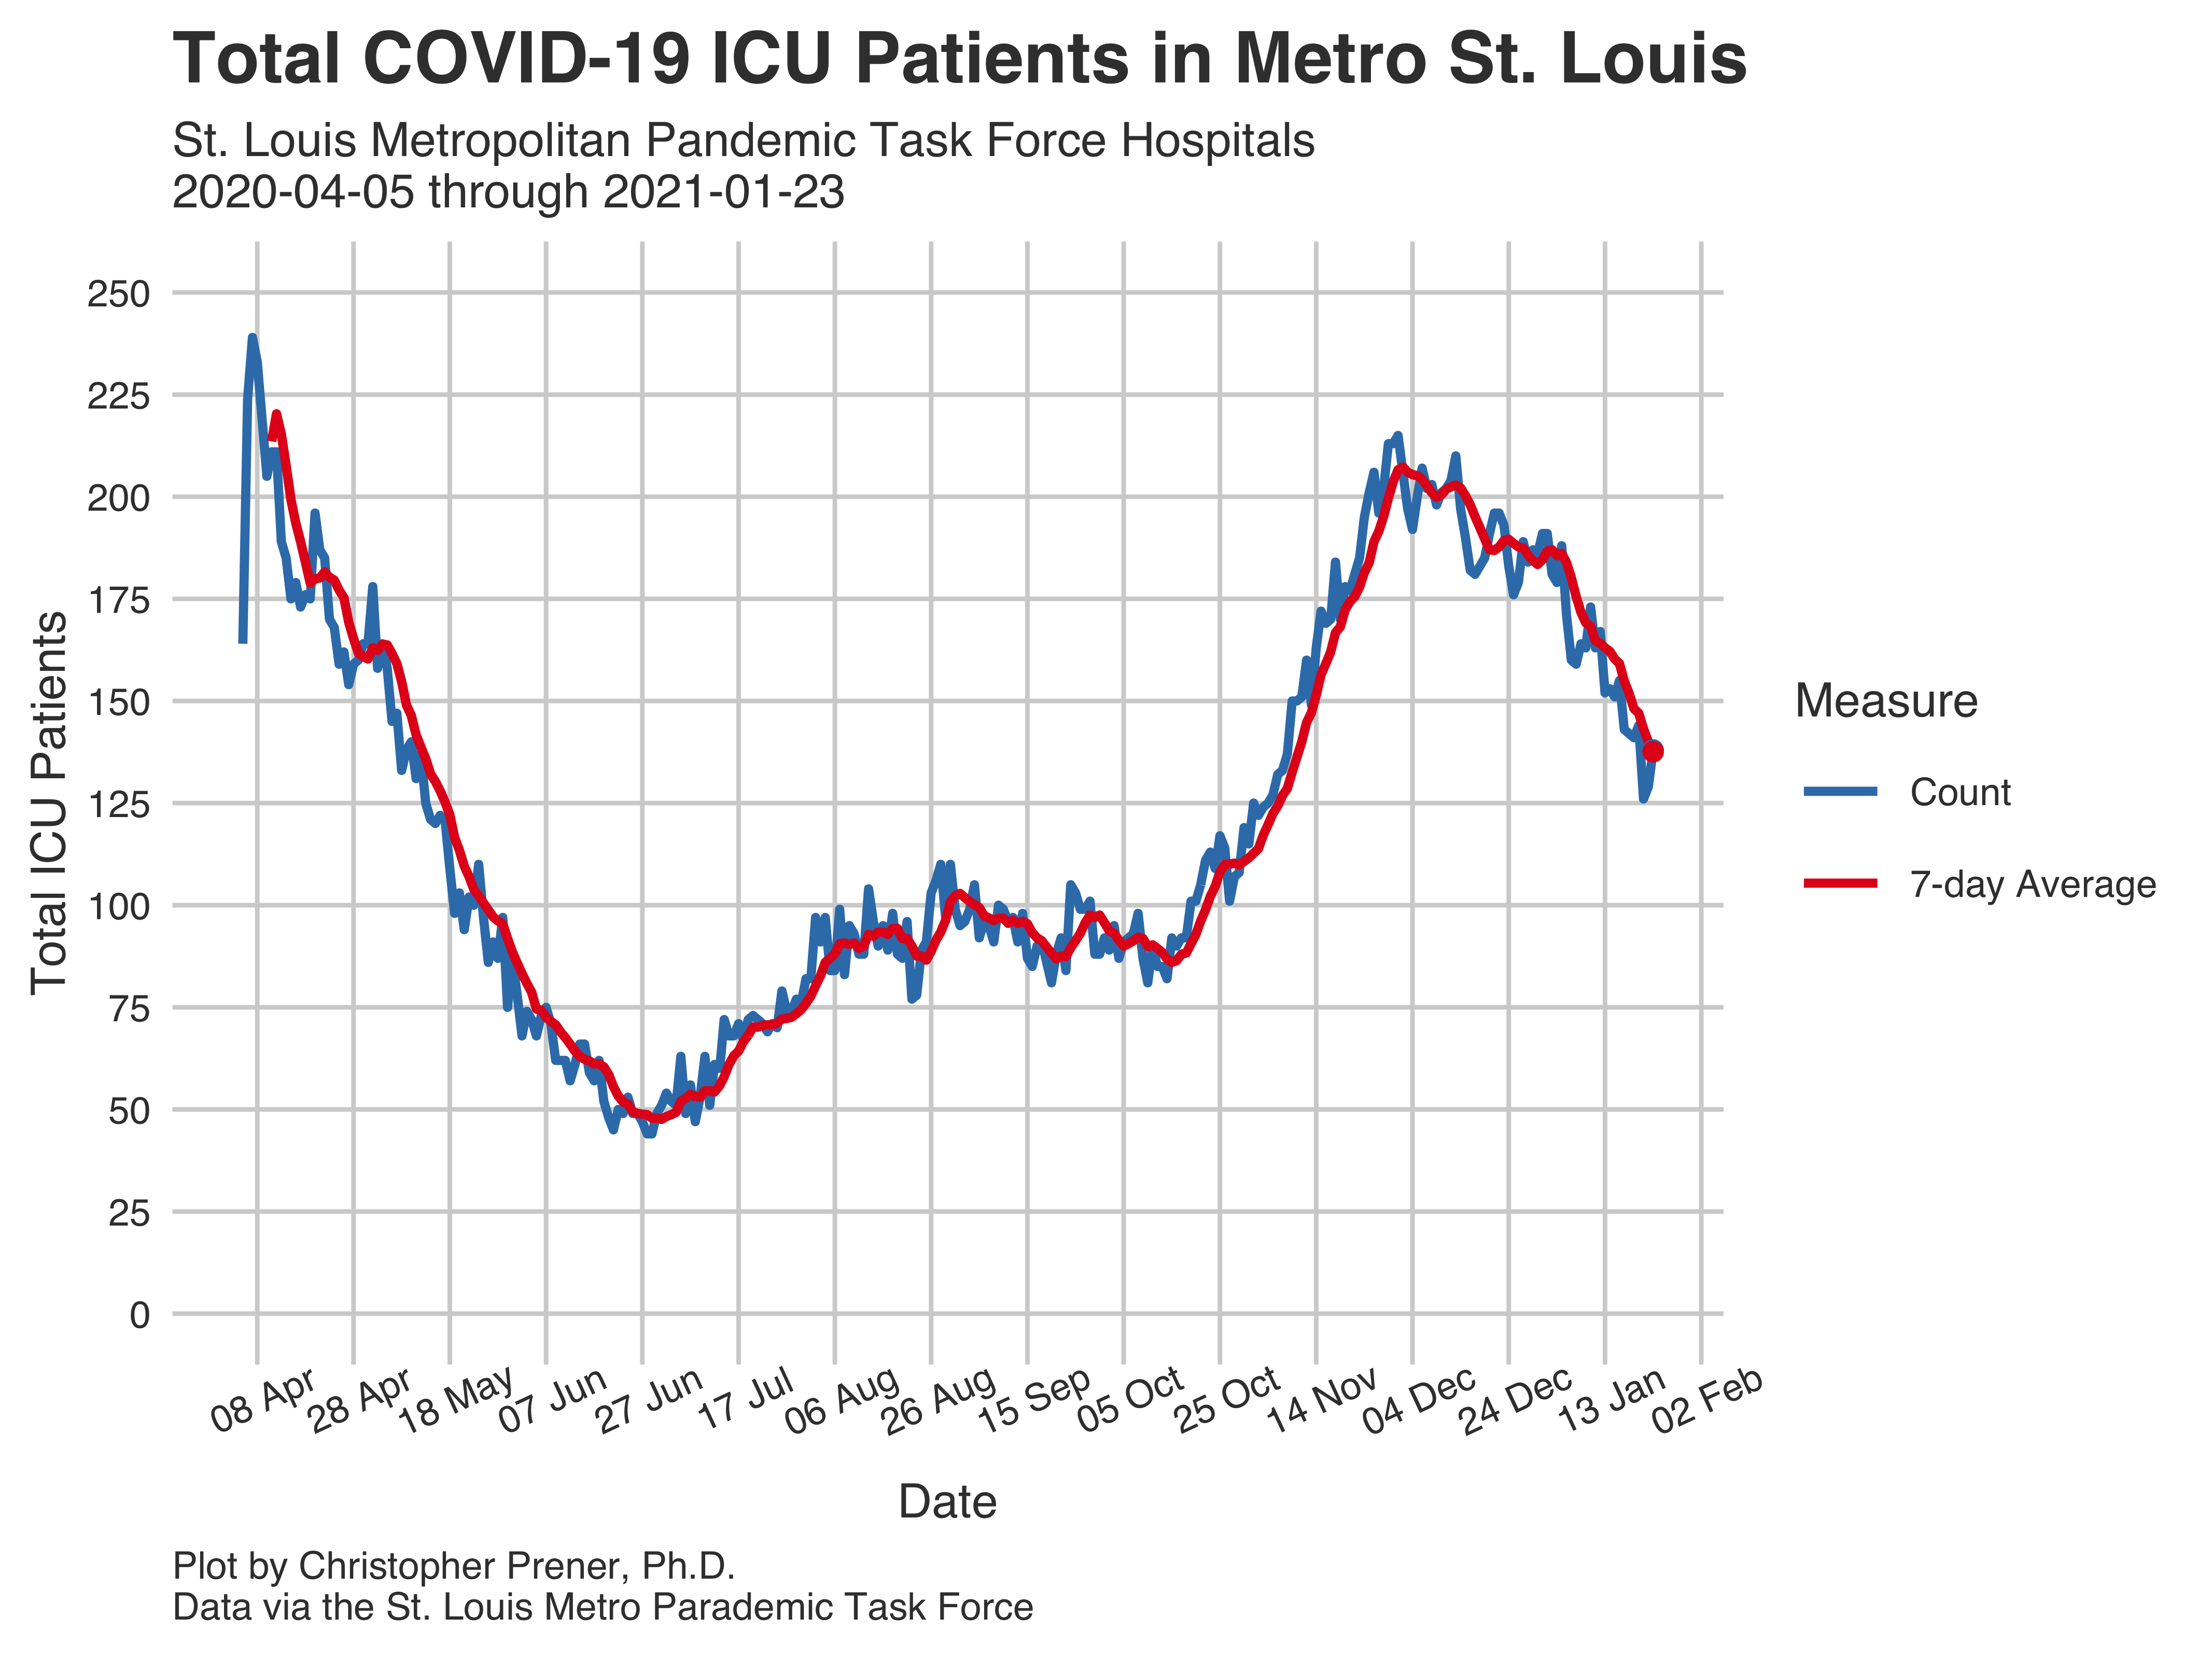 Total COVID-19 ICU Patients in Metro St. Louis
St. Louis Metropolitan Pandemic Task Force Hospitals
2020-04-05 through 2021-01-23
Total ICU Patients
250
225
200
175
150
125
100
75
50
25
0
08 Apr
28 Apr
18 May
07 Jun
27 Jun
17 Jul
06 Aug
26 Aug
15 Sep
05 Oct
25 Oct
14 Nov
04 Dec
24 Dec
13 Jan
02 Feb
Date
Measure
Count
7-day Average
Plot by Christopher Prener, Ph.D.
Data via the St. Louis Metro Parademic Task Force